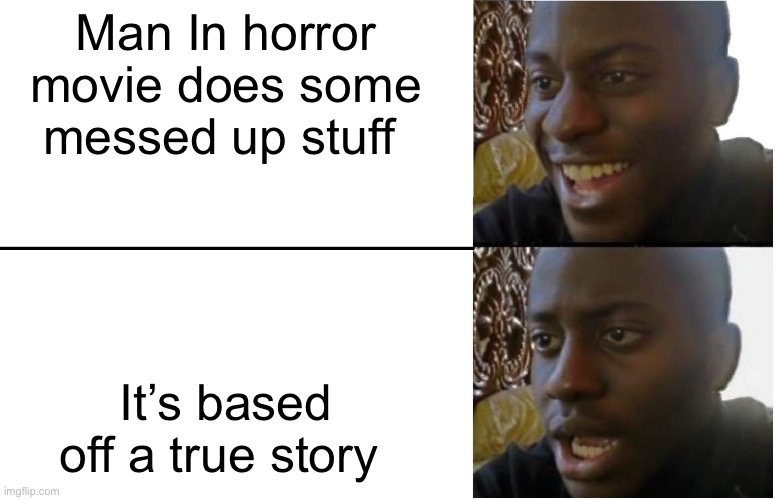 Man In horror
movie does some
messed up stuff
It’s based
off a true story
imgflip.com